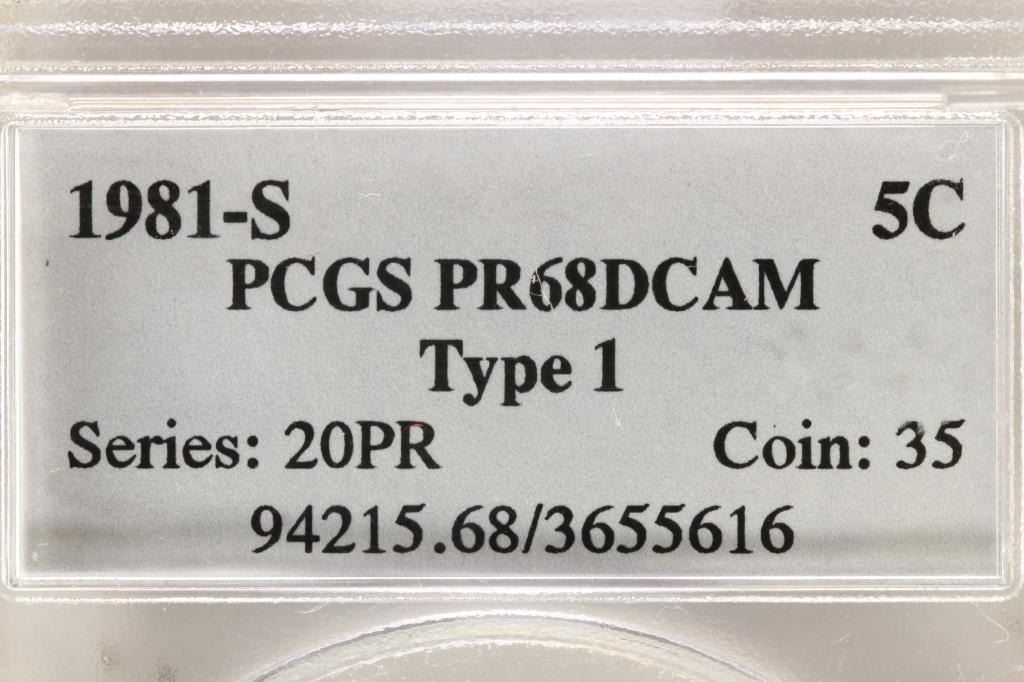 1981-S 5C
PCGS PR68DCAM
Type 1
Series: 20PR Coin: 35
94215.68/3655616